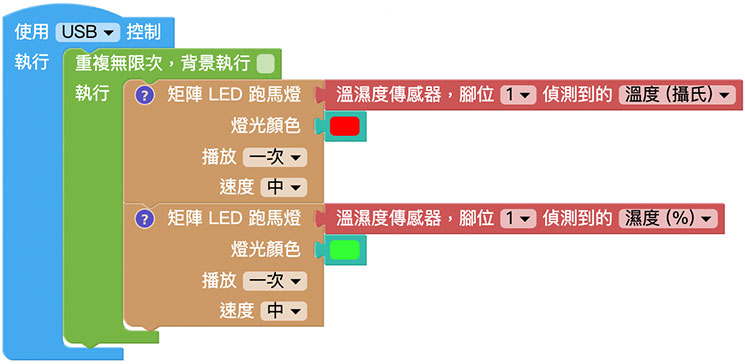 使用 USB 控制
執行 重複無限次，背景執行
執行 ? 矩陣 LED 跑馬燈 溫濕度傳感器，腳位 1 偵測到的 溫度 (攝氏)
燈光顏色
播放 一次
速度 中
? 矩陣 LED 跑馬燈 溫濕度傳感器，腳位 1 偵測到的 濕度 (%)
燈光顏色
播放 一次
速度 中